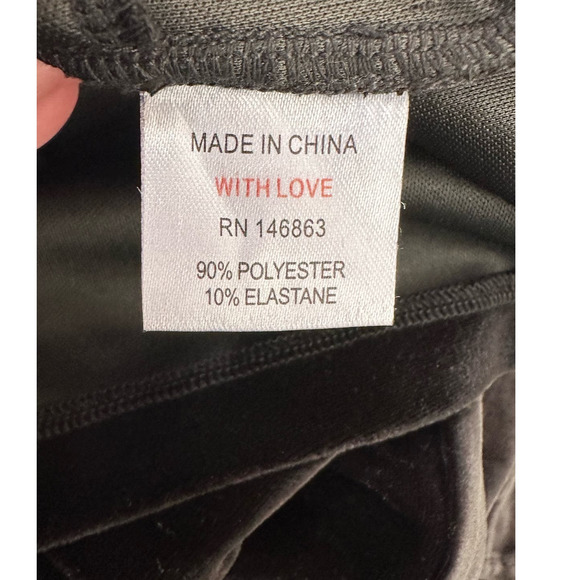 MADE IN CHINA
WITH LOVE
RN 146863
90% POLYESTER
10% ELASTANE